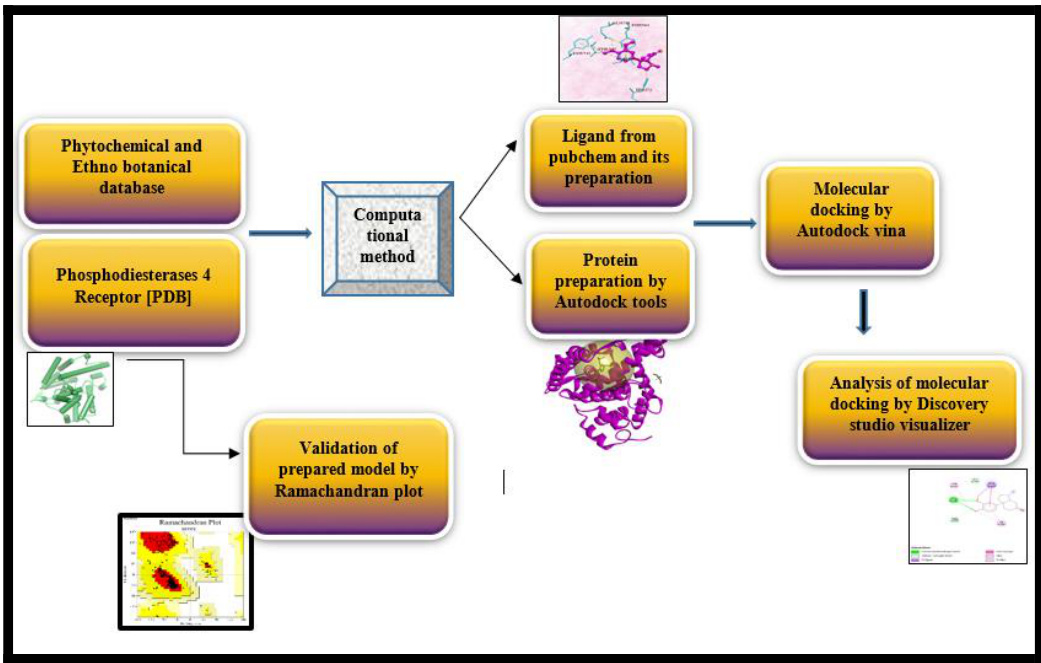 Phytochemical and
Ethno botanical
database
Phosphodiesterases 4
Receptor [PDB]
Computa
tional
method
Ligand from
pubchem and its
preparation
Protein
preparation by
Autodock tools
Molecular
docking by
Autodock vina
Analysis of molecular
docking by Discovery
studio visualizer
Validation of
prepared model by
Ramachandran plot
Ramachandran Plot